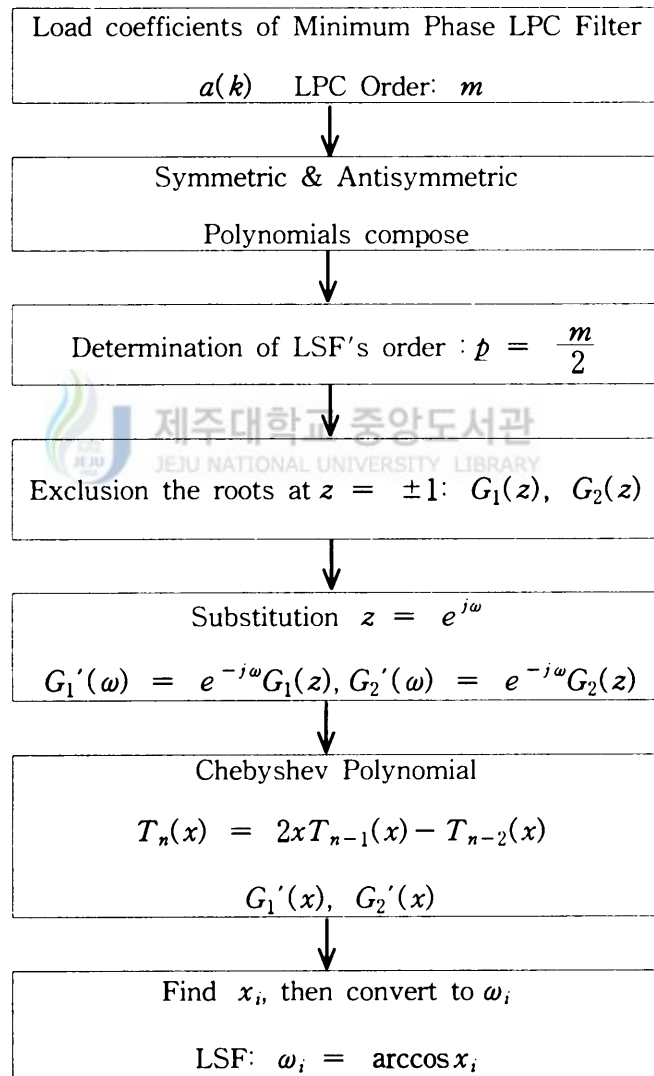 Load coefficients of Minimum Phase LPC Filter
a(k) LPC Order: m
Symmetric & Antisymmetric
Polynomials compose
Determination of LSF's order : p = m/2
제주대학교 중앙도서관
JEJU NATIONAL UNIVERSITY LIBRARY
JEJU
1952
Exclusion the roots at z = ±1: G₁(z), G₂(z)
Substitution z = e^{jω}
G₁′(ω) = e^{-jω}G₁(z), G₂′(ω) = e^{-jω}G₂(z)
Chebyshev Polynomial
Tₙ(x) = 2xTₙ₋₁(x) − Tₙ₋₂(x)
G₁′(x), G₂′(x)
Find xᵢ, then convert to ωᵢ
LSF: ωᵢ = arccos xᵢ